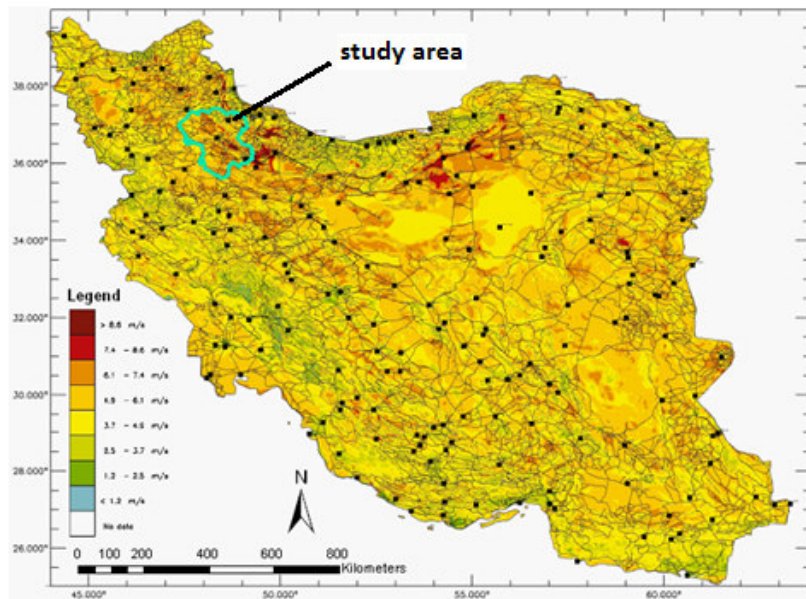 study area
38.000°
36.000°
34.000°
32.000°
30.000°
28.000°
26.000°
Legend
> 8.6 m/s
7.4 - 8.6 m/s
6.1 - 7.4 m/s
4.9 - 6.1 m/s
3.7 - 4.9 m/s
2.5 - 3.7 m/s
1.2 - 2.5 m/s
< 1.2 m/s
No data
N
0 100 200 400 600 800
Kilometers
45.000° 50.000° 55.000° 60.000°